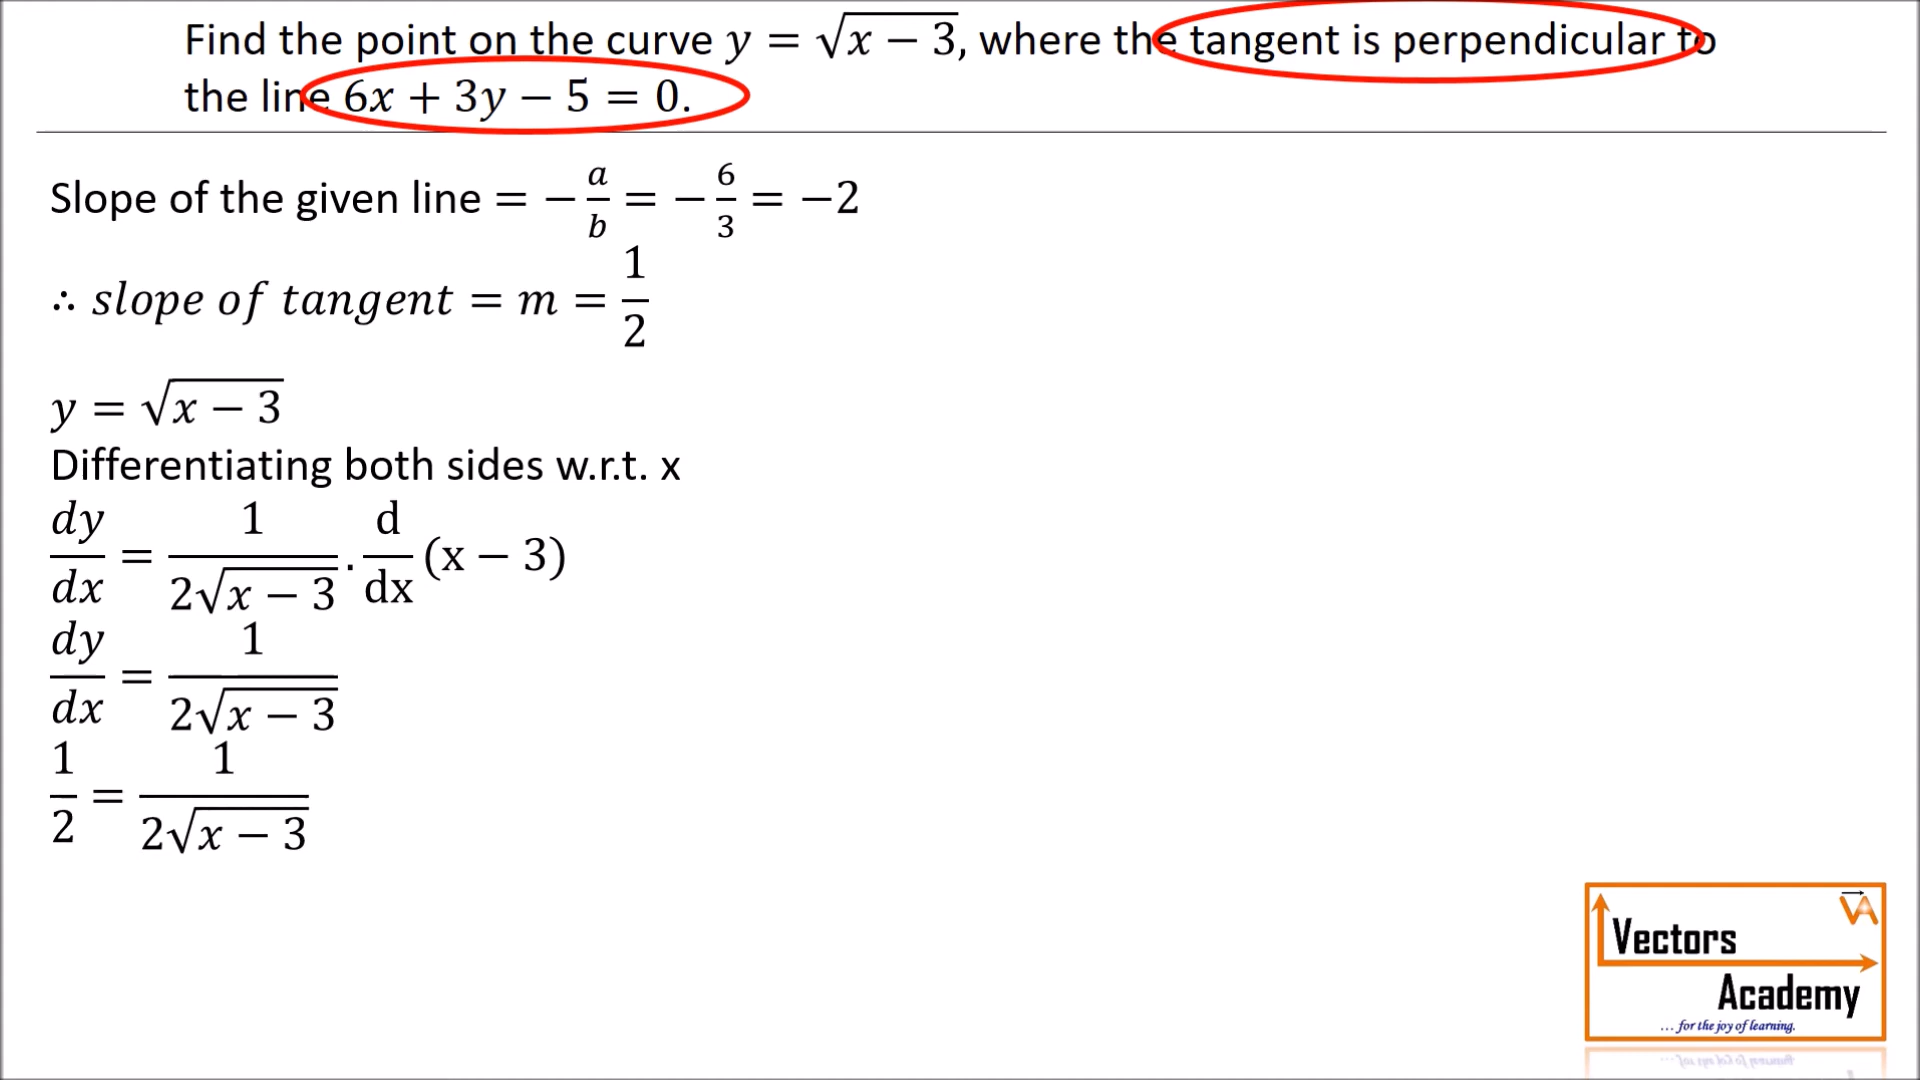 Find the point on the curve y = √(x − 3), where the tangent is perpendicular to
the line 6x + 3y − 5 = 0.
Slope of the given line = − a/b = − 6/3 = −2
∴ slope of tangent = m = 1/2
y = √(x − 3)
Differentiating both sides w.r.t. x
dy/dx = 1/(2√(x − 3)) . d/dx (x − 3)
dy/dx = 1/(2√(x − 3))
1/2 = 1/(2√(x − 3))
VA
Vectors
Academy
... for the joy of learning.